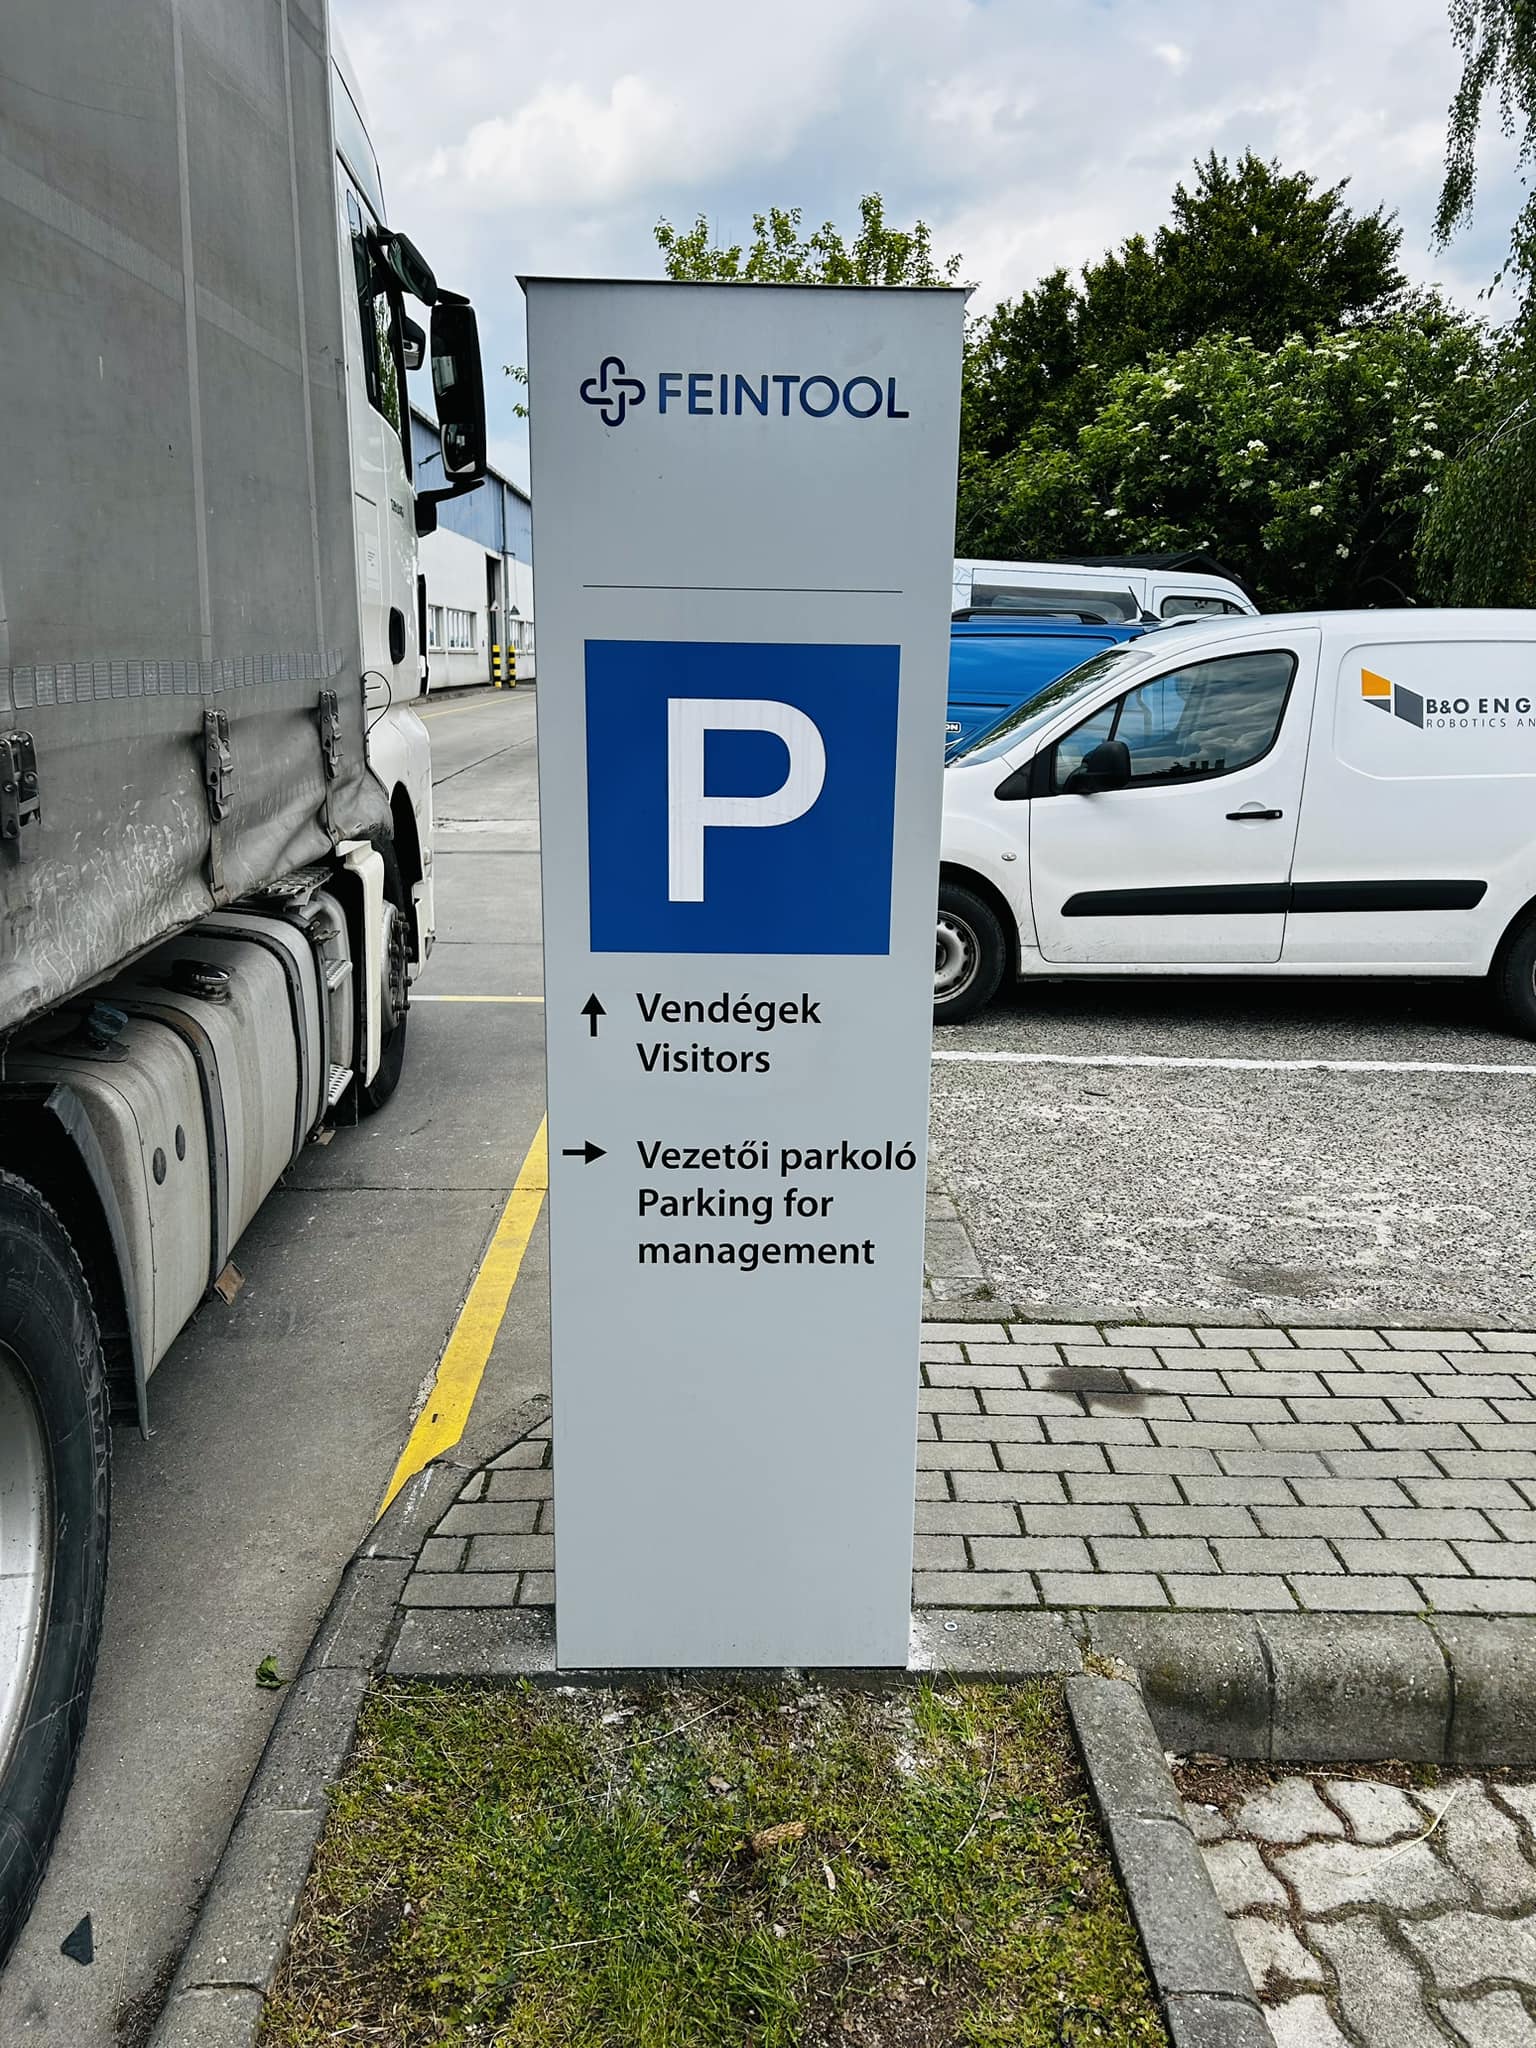 FEINTOOL
P
Vendégek
Visitors
Vezetői parkoló
Parking for
management
B&O ENG
ROBOTICS AN